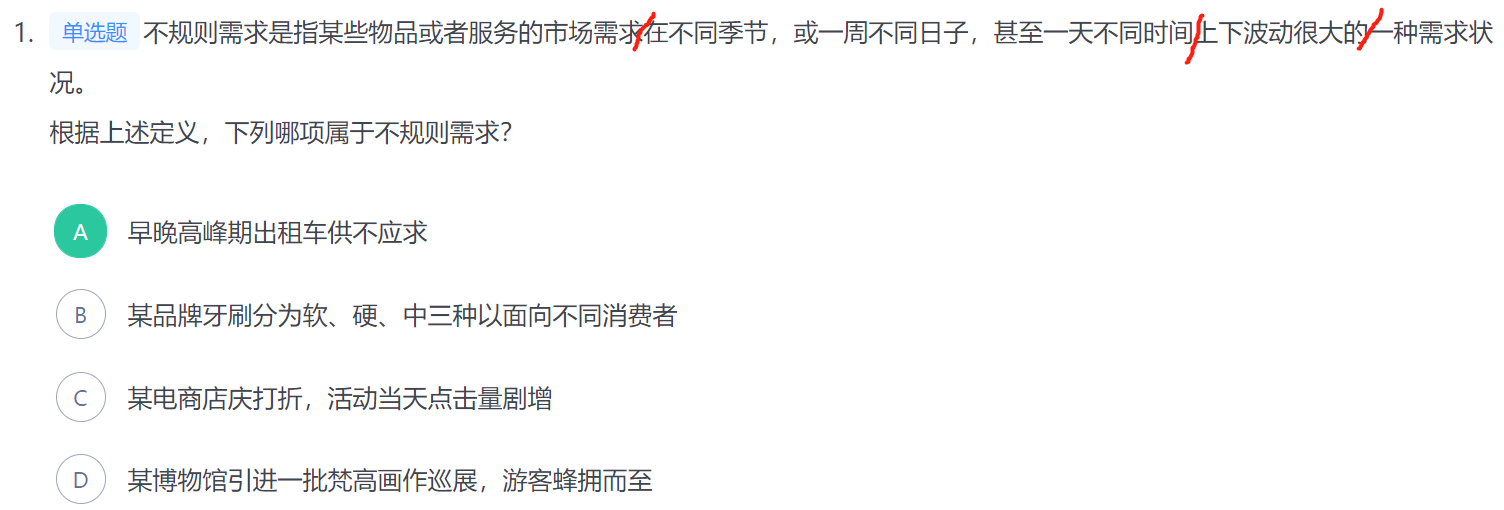 1. 单选题 不规则需求是指某些物品或者服务的市场需求在不同季节，或一周不同日子，甚至一天不同时间上下波动很大的一种需求状
况。
根据上述定义，下列哪项属于不规则需求？
A 早晚高峰期出租车供不应求
B 某品牌牙刷分为软、硬、中三种以面向不同消费者
C 某电商店庆打折，活动当天点击量剧增
D 某博物馆引进一批梵高画作巡展，游客蜂拥而至